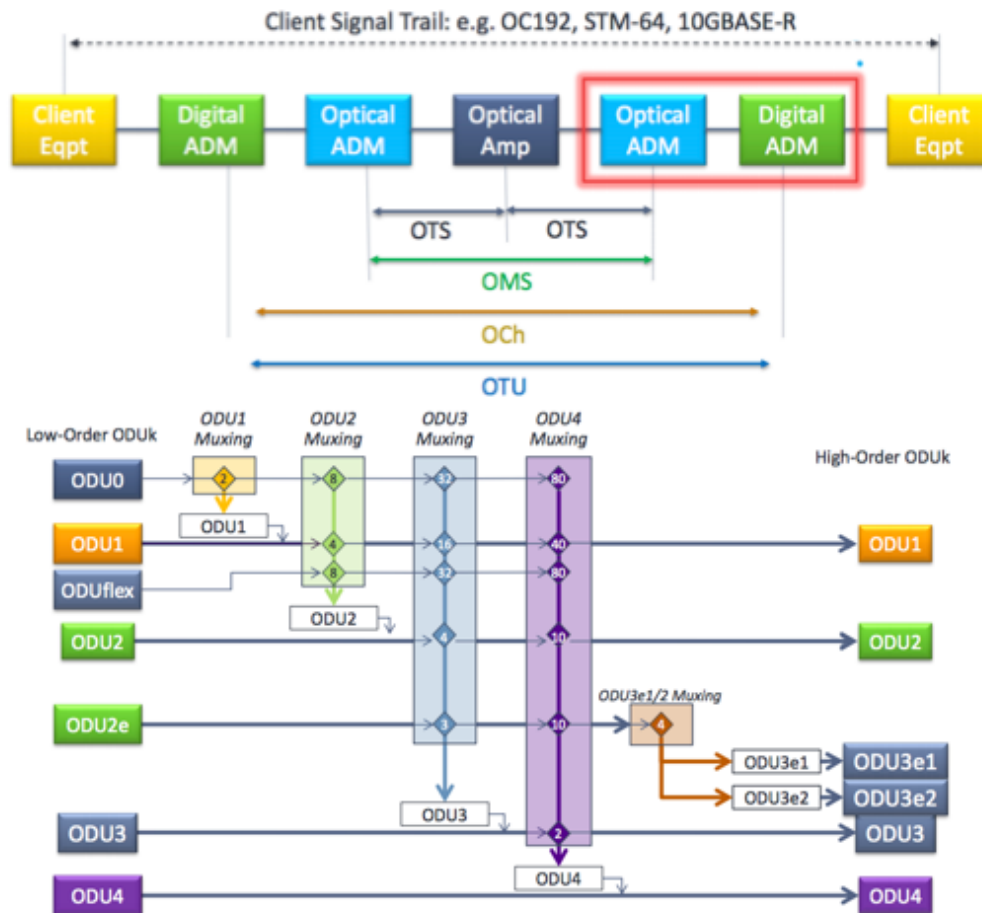 Client Signal Trail: e.g. OC192, STM-64, 10GBASE-R
Client Eqpt
Digital ADM
Optical ADM
Optical Amp
Optical ADM
Digital ADM
Client Eqpt
OTS
OTS
OMS
OCh
OTU
Low-Order ODUk
ODU1 Muxing
ODU2 Muxing
ODU3 Muxing
ODU4 Muxing
High-Order ODUk
ODU0
2
8
32
80
ODU1
ODU1
4
16
40
ODU1
ODUflex
8
32
80
ODU2
ODU2
4
10
ODU2
ODU3e1/2 Muxing
ODU2e
3
10
4
ODU3e1
ODU3e1
ODU3e2
ODU3e2
ODU3
ODU3
2
ODU3
ODU4
ODU4
ODU4